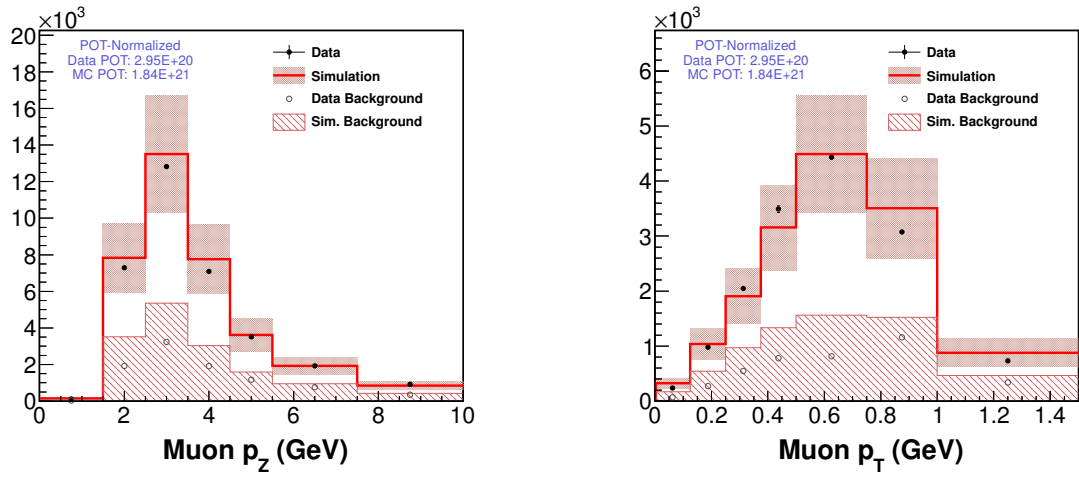 ×10³
20
18
16
14
12
10
8
6
4
2
0
POT-Normalized
Data POT: 2.95E+20
MC POT: 1.84E+21
Data
Simulation
Data Background
Sim. Background
0 2 4 6 8 10
Muon p_Z (GeV)
×10³
6
5
4
3
2
1
0
POT-Normalized
Data POT: 2.95E+20
MC POT: 1.84E+21
Data
Simulation
Data Background
Sim. Background
0 0.2 0.4 0.6 0.8 1 1.2 1.4
Muon p_T (GeV)